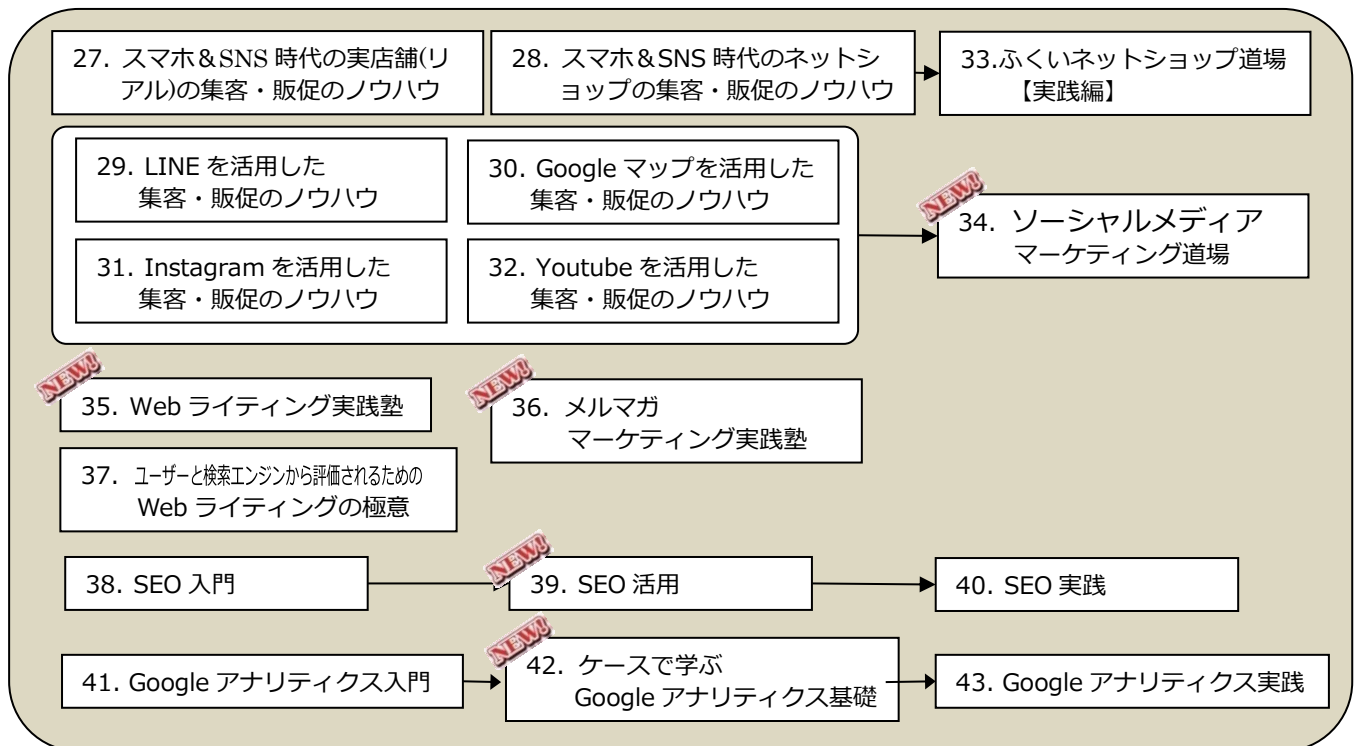 27. スマホ&SNS 時代の実店舗(リ
アル)の集客・販促のノウハウ
28. スマホ&SNS 時代のネットシ
ョップの集客・販促のノウハウ
33.ふくいネットショップ道場
【実践編】
29. LINE を活用した
集客・販促のノウハウ
30. Google マップを活用した
集客・販促のノウハウ
NEW!
34. ソーシャルメディア
マーケティング道場
31. Instagram を活用した
集客・販促のノウハウ
32. Youtube を活用した
集客・販促のノウハウ
NEW!
35. Web ライティング実践塾
NEW!
36. メルマガ
マーケティング実践塾
37. ユーザーと検索エンジンから評価されるための
Web ライティングの極意
38. SEO 入門
NEW!
39. SEO 活用
40. SEO 実践
41. Google アナリティクス入門
NEW!
42. ケースで学ぶ
Google アナリティクス基礎
43. Google アナリティクス実践